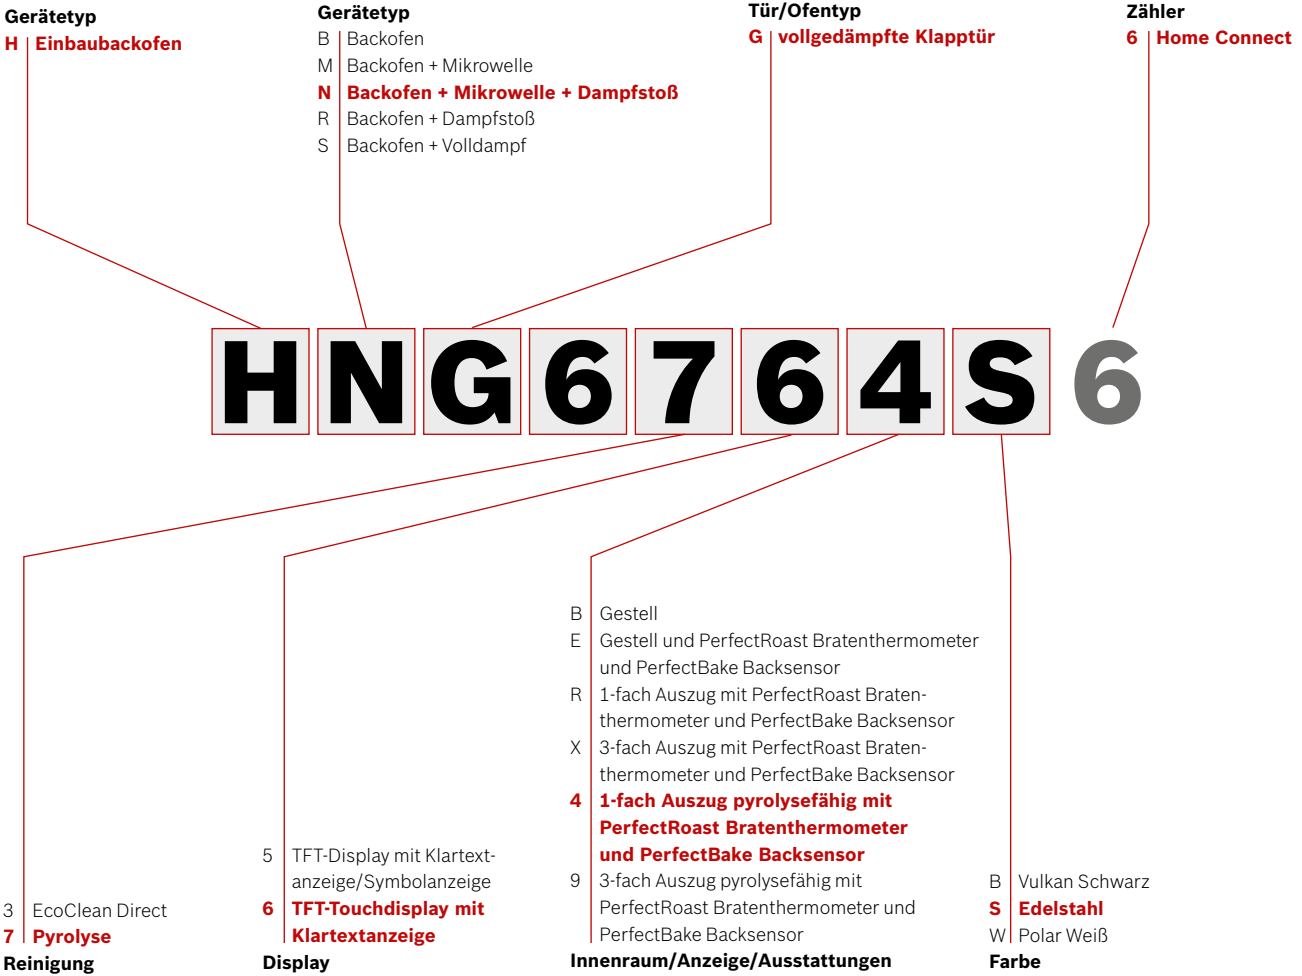 Gerätetyp
H Einbaubackofen
Gerätetyp
B Backofen
M Backofen + Mikrowelle
N Backofen + Mikrowelle + Dampfstoß
R Backofen + Dampfstoß
S Backofen + Volldampf
Tür/Ofentyp
G vollgedämpfte Klapptür
Zähler
6 Home Connect
HNG6764S6
3 EcoClean Direct
7 Pyrolyse
Reinigung
5 TFT-Display mit Klartext-
anzeige/Symbolanzeige
6 TFT-Touchdisplay mit
Klartextanzeige
Display
B Gestell
E Gestell und PerfectRoast Bratenthermometer
und PerfectBake Backsensor
R 1-fach Auszug mit PerfectRoast Braten-
thermometer und PerfectBake Backsensor
X 3-fach Auszug mit PerfectRoast Braten-
thermometer und PerfectBake Backsensor
4 1-fach Auszug pyrolysefähig mit
PerfectRoast Bratenthermometer
und PerfectBake Backsensor
9 3-fach Auszug pyrolysefähig mit
PerfectRoast Bratenthermometer und
PerfectBake Backsensor
Innenraum/Anzeige/Ausstattungen
B Vulkan Schwarz
S Edelstahl
W Polar Weiß
Farbe